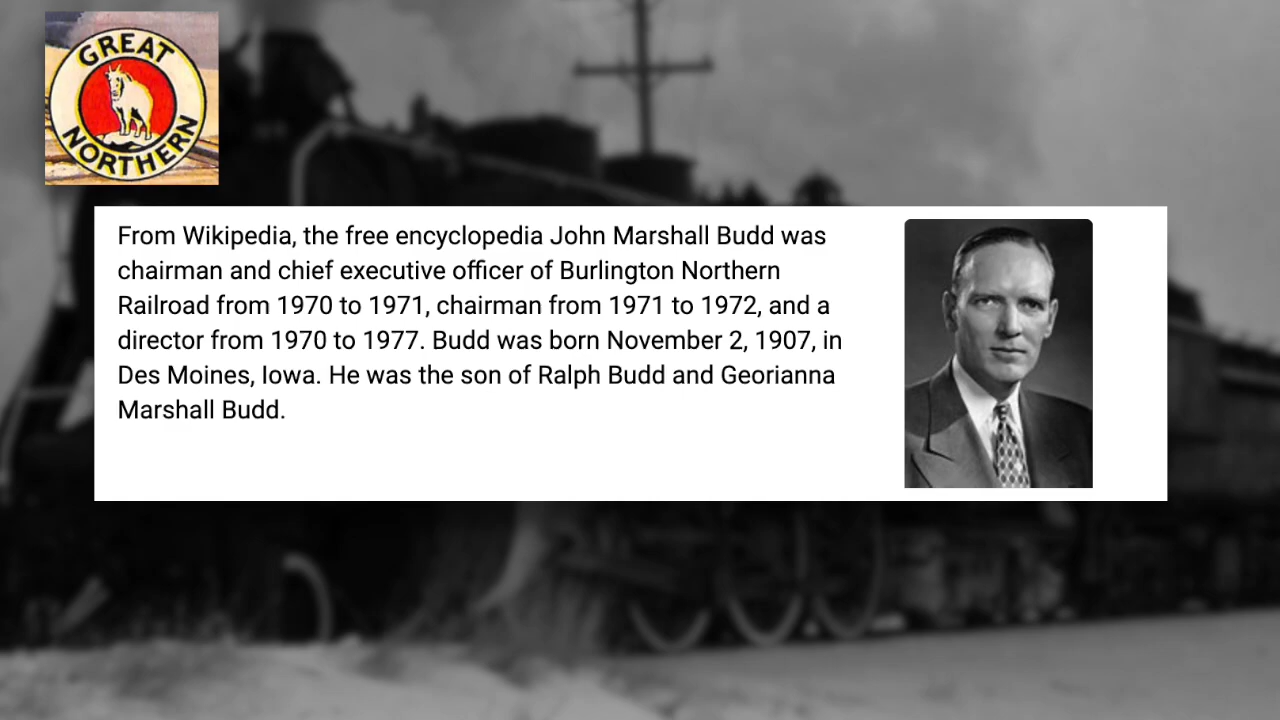 GREAT
NORTHERN
From Wikipedia, the free encyclopedia John Marshall Budd was
chairman and chief executive officer of Burlington Northern
Railroad from 1970 to 1971, chairman from 1971 to 1972, and a
director from 1970 to 1977. Budd was born November 2, 1907, in
Des Moines, Iowa. He was the son of Ralph Budd and Georianna
Marshall Budd.